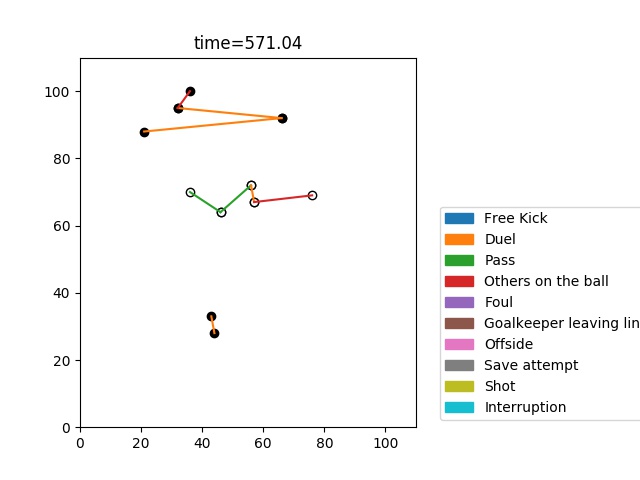 time=571.04
100
80
60
40
20
0
0 20 40 60 80 100
Free Kick
Duel
Pass
Others on the ball
Foul
Goalkeeper leaving lin
Offside
Save attempt
Shot
Interruption